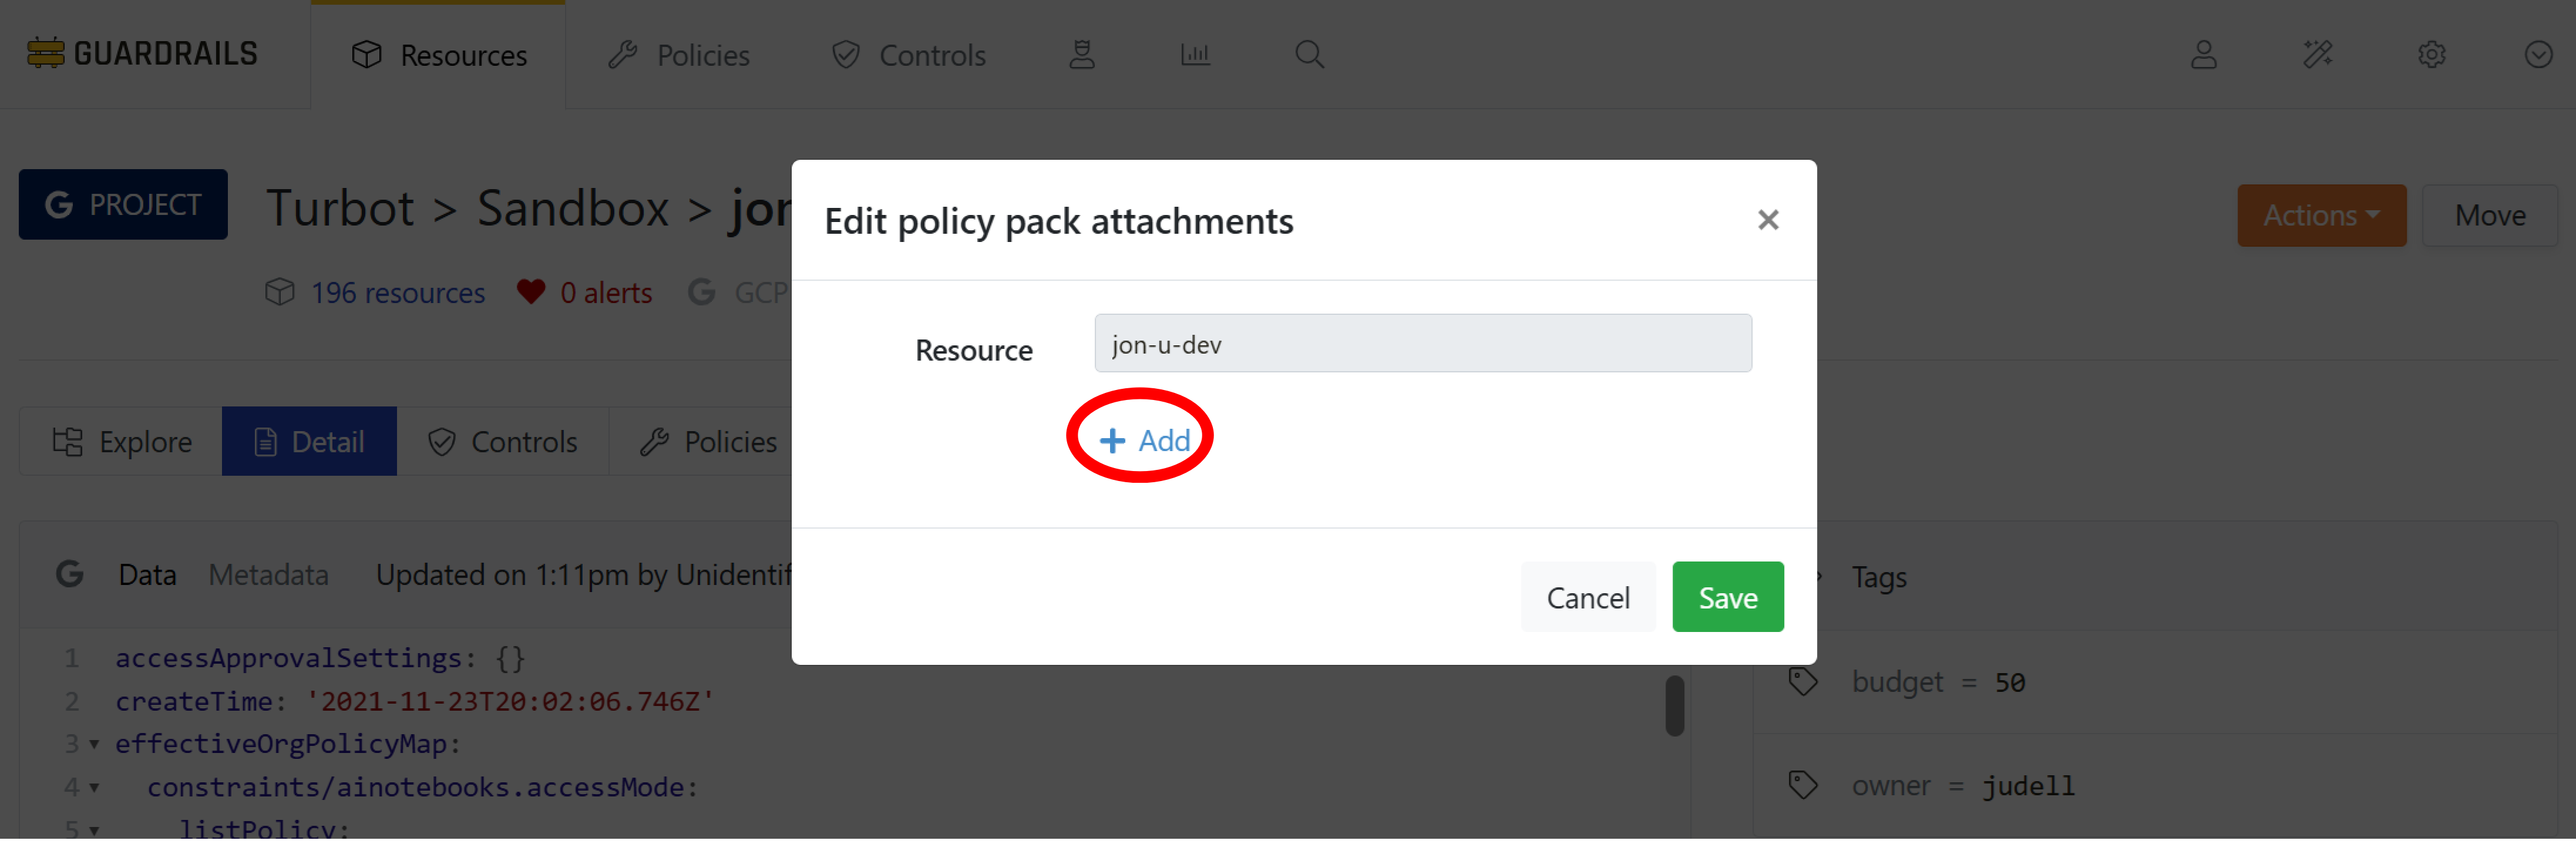 GUARDRAILS Resources Policies Controls
PROJECT Turbot > Sandbox >
196 resources 0 alerts GCP
Actions Move
Edit policy pack attachments ×
Resource jon-u-dev
+ Add
Cancel Save
Explore Detail Controls Policies
Data Metadata Updated on 1:11pm by
1 accessApprovalSettings: {}
2 createTime: '2021-11-23T20:02:06.746Z'
3 effectiveOrgPolicyMap:
4 constraints/ainotebooks.accessMode:
5 listPolicy:
Tags
budget = 50
owner = judell